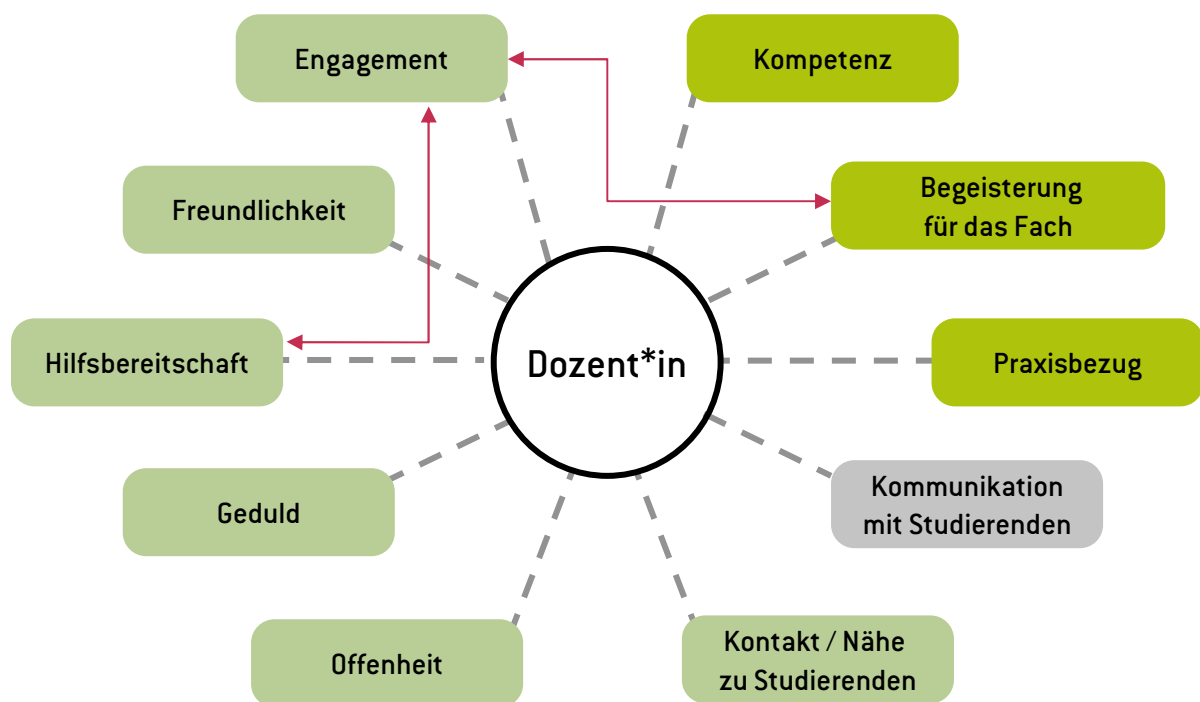 Engagement
Kompetenz
Freundlichkeit
Begeisterung
für das Fach
Hilfsbereitschaft
Dozent*in
Praxisbezug
Geduld
Kommunikation
mit Studierenden
Offenheit
Kontakt / Nähe
zu Studierenden